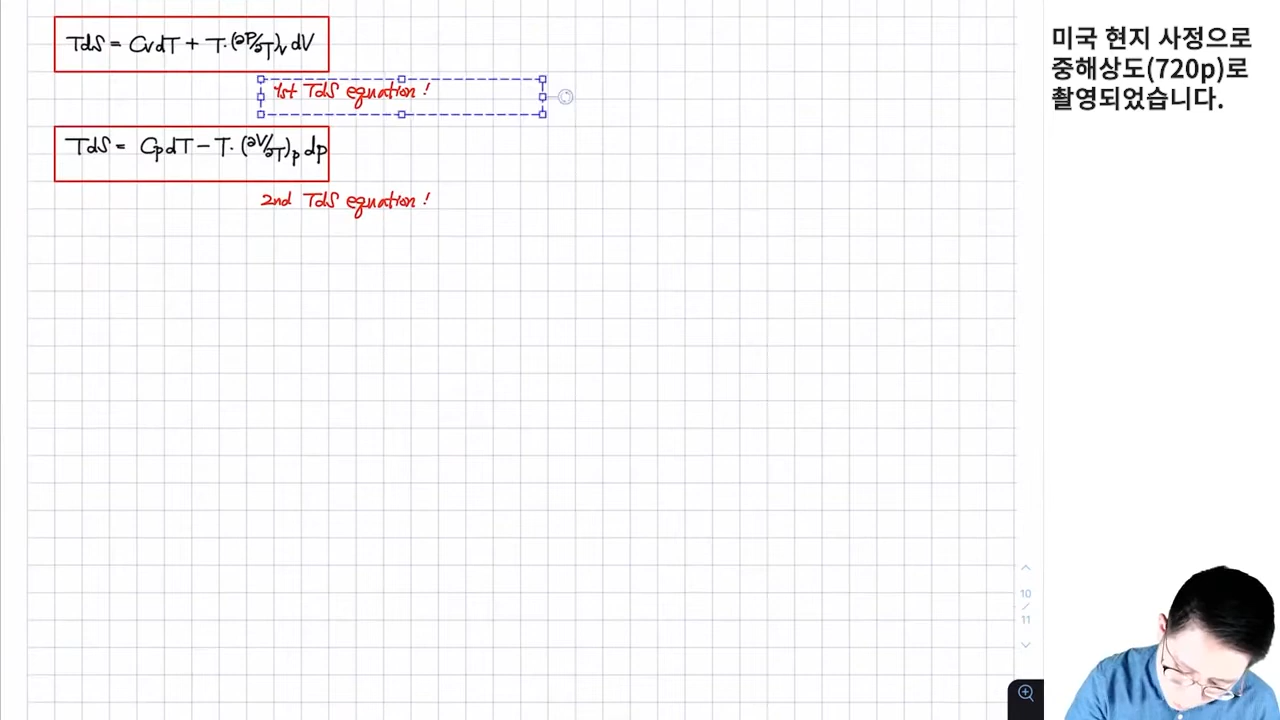 TdS = CvdT + T·(∂P/∂T)v dV
1st TdS equation !
TdS = CpdT − T·(∂V/∂T)p dp
2nd TdS equation !
미국 현지 사정으로
중해상도(720p)로
촬영되었습니다.
10
/
11